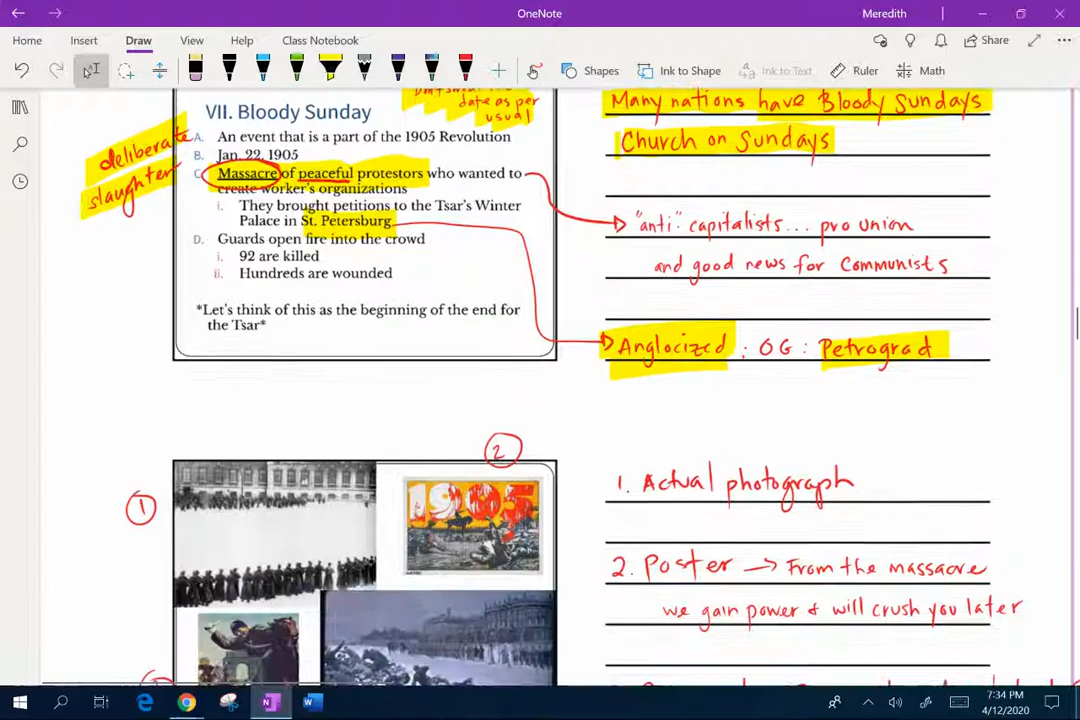 OneNote
Meredith
Home
Insert
Draw
View
Help
Class Notebook
Share
Shapes
Ink to Shape
Ink to Text
Ruler
Math
date as per
usual
VII. Bloody Sunday
deliberate
slaughter
A. An event that is a part of the 1905 Revolution
B. Jan. 22, 1905
C. Massacre of peaceful protestors who wanted to
create worker's organizations
i. They brought petitions to the Tsar's Winter
Palace in St. Petersburg
D. Guards open fire into the crowd
i. 92 are killed
ii. Hundreds are wounded
*Let's think of this as the beginning of the end for
the Tsar*
Many nations have Bloody Sundays
Church on Sundays
"anti" capitalists... pro union
and good news for Communists
Anglocized : OG : Petrograd
1
2
1905
1. Actual photograph
2. Poster → From the massacre
we gain power & will crush you later
7:34 PM
4/12/2020